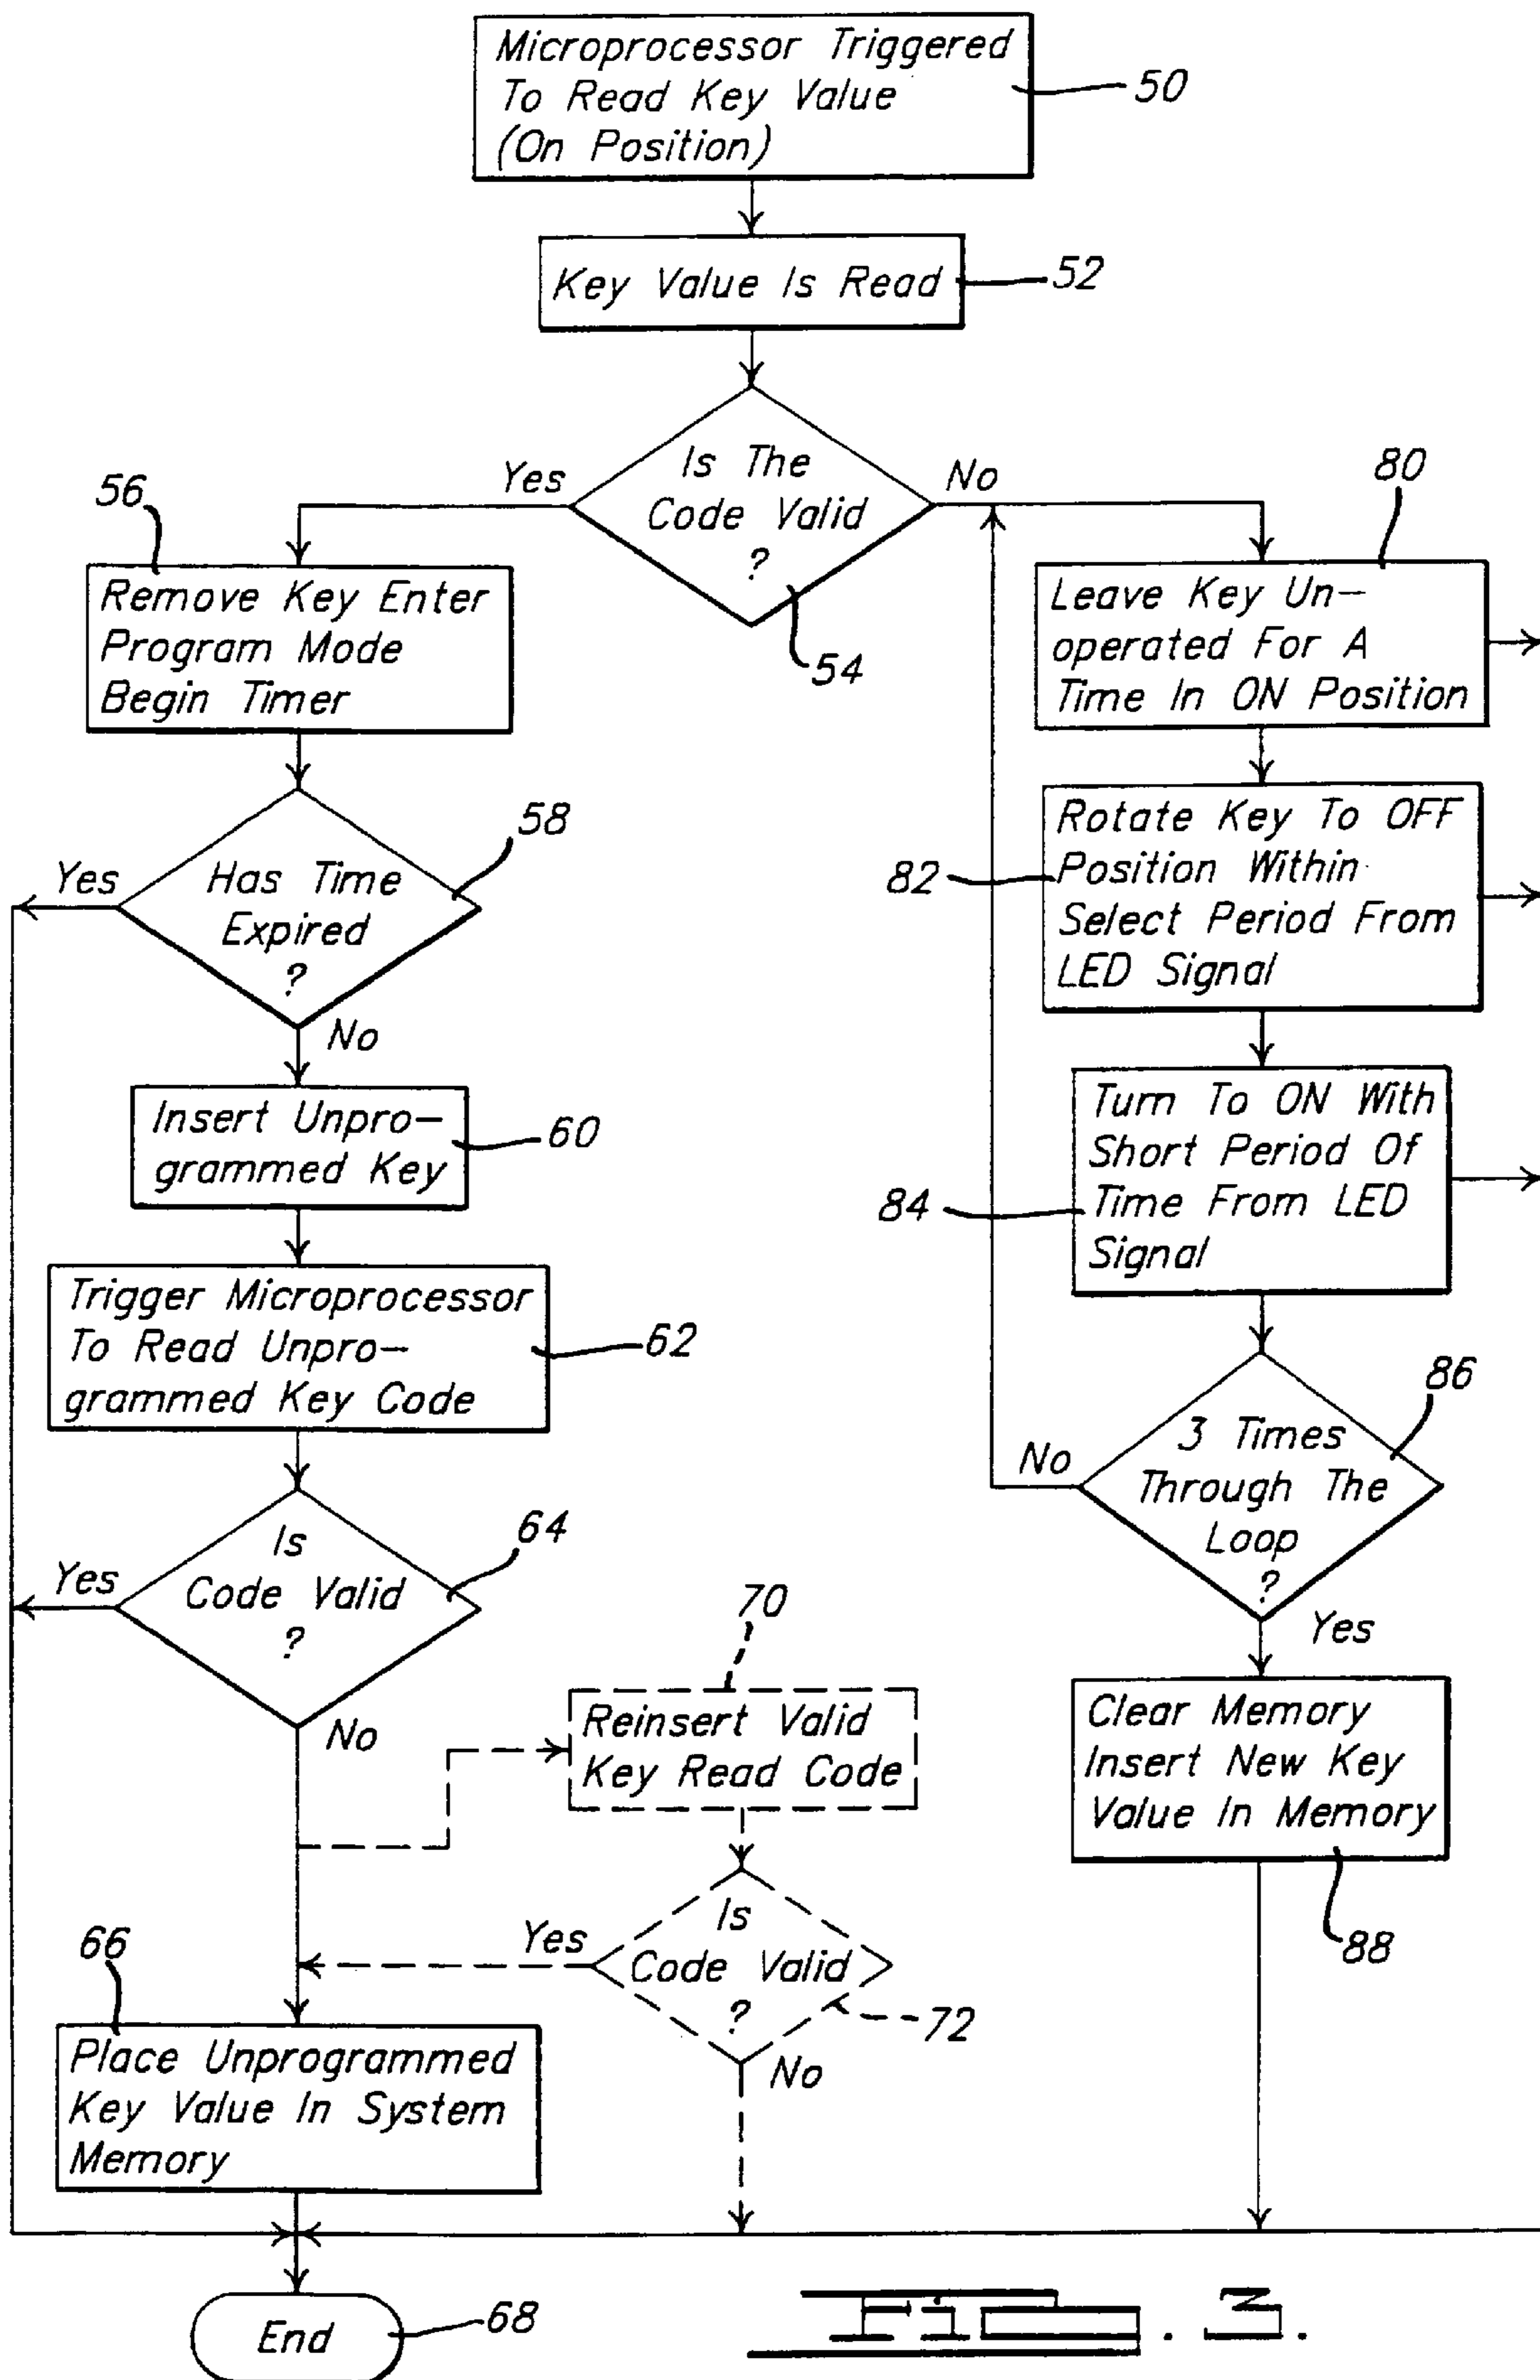 Microprocessor Triggered
To Read Key Value
(On Position)
50
Key Value Is Read
52
Is The
Code Valid
?
54
Yes
No
56
Remove Key Enter
Program Mode
Begin Timer
80
Leave Key Un-
operated For A
Time In ON Position
Has Time
Expired
?
58
Yes
No
82
Rotate Key To OFF
Position Within
Select Period From
LED Signal
Insert Unpro-
grammed Key
60
84
Turn To ON With
Short Period Of
Time From LED
Signal
Trigger Microprocessor
To Read Unpro-
grammed Key Code
62
3 Times
Through The
Loop
?
86
No
Yes
Is
Code Valid
?
64
Yes
No
70
Reinsert Valid
Key Read Code
Clear Memory
Insert New Key
Value In Memory
88
Is
Code Valid
?
72
Yes
No
66
Place Unprogrammed
Key Value In System
Memory
End
68
FIG. 3.